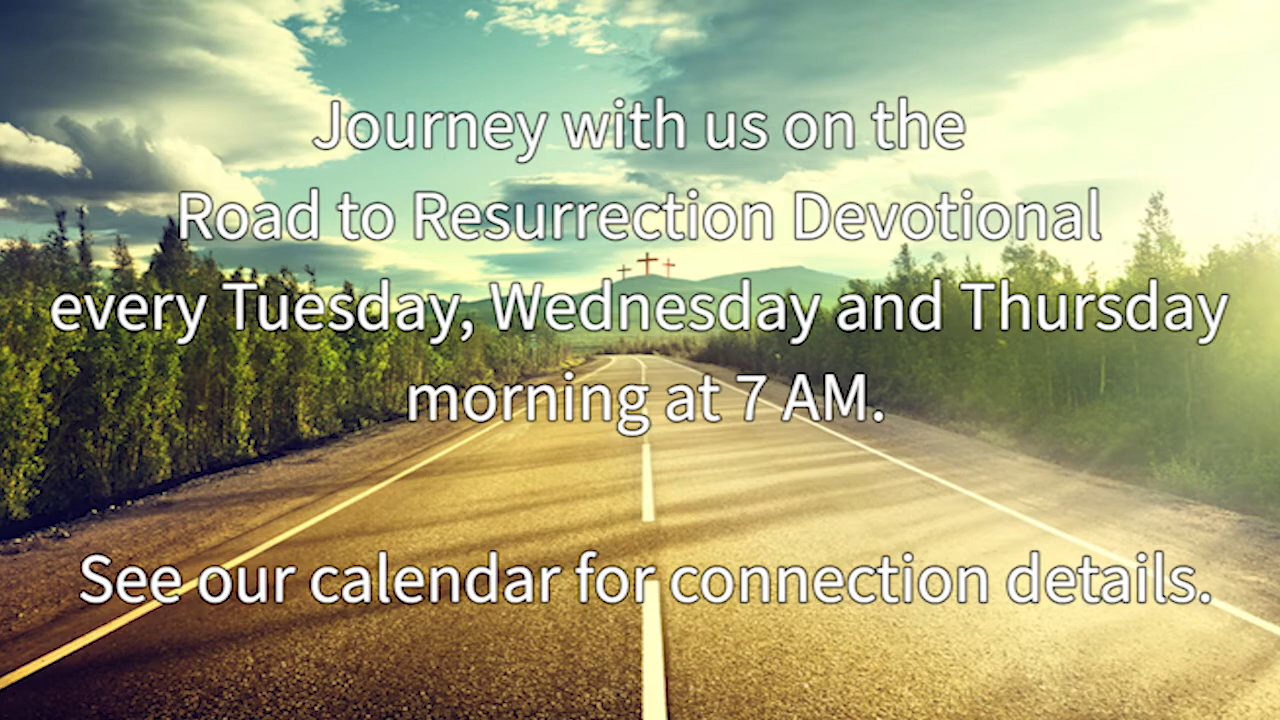 Journey with us on the
Road to Resurrection Devotional
every Tuesday, Wednesday and Thursday
morning at 7 AM.
See our calendar for connection details.